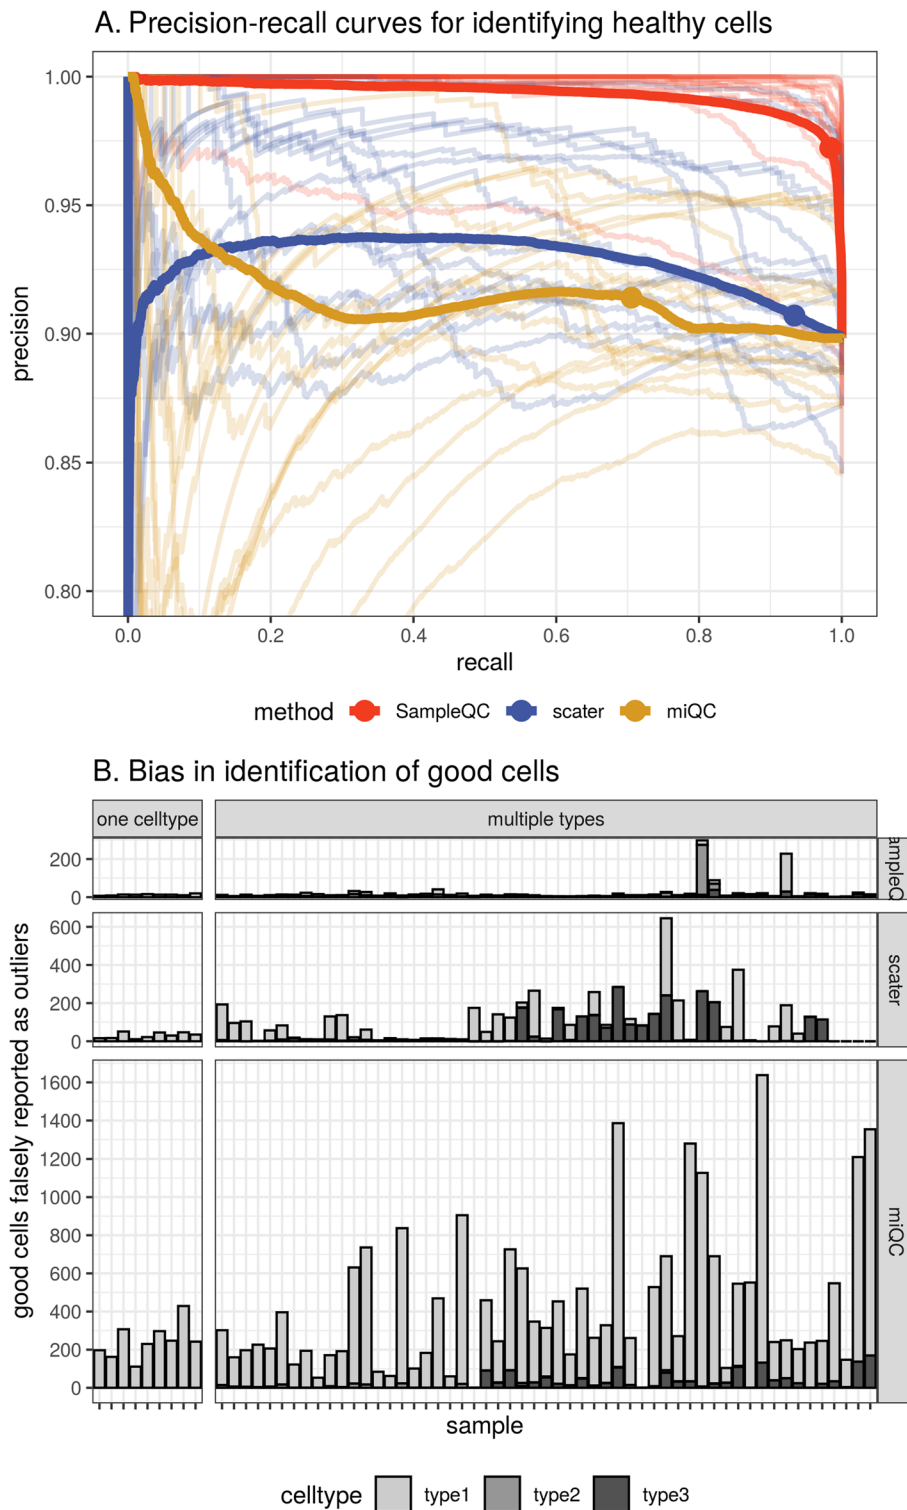 A. Precision-recall curves for identifying healthy cells
1.00
0.95
0.90
0.85
0.80
precision
0.0 0.2 0.4 0.6 0.8 1.0
recall
method SampleQC scater miQC
B. Bias in identification of good cells
one celltype multiple types
200
0
ampleQ
600
400
200
0
scater
1600
1400
1200
1000
800
600
400
200
0
miQC
good cells falsely reported as outliers
sample
celltype type1 type2 type3